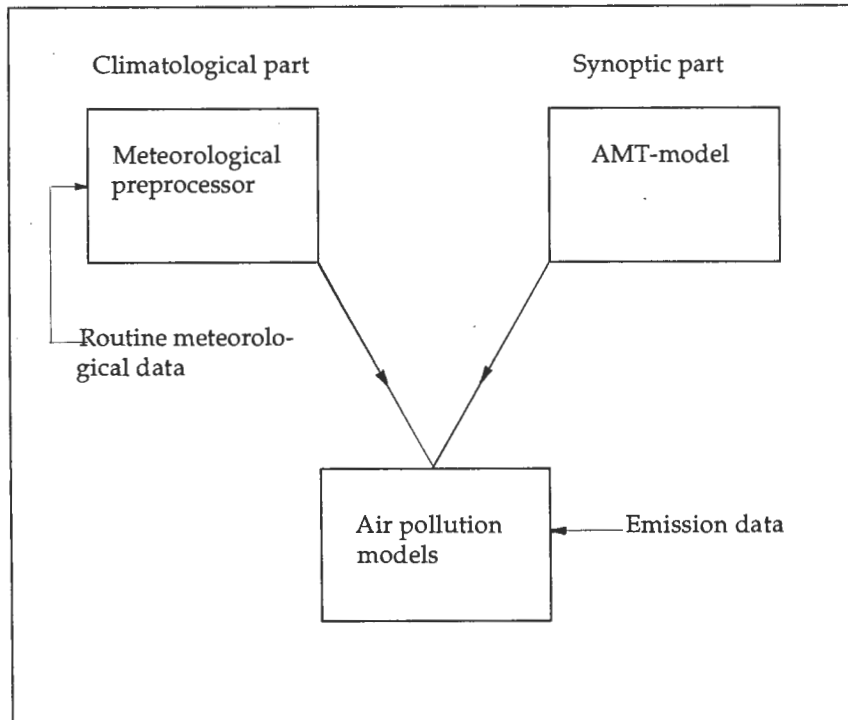 Climatological part
Synoptic part
Meteorological
preprocessor
AMT-model
Routine meteorolo-
gical data
Air pollution
models
Emission data